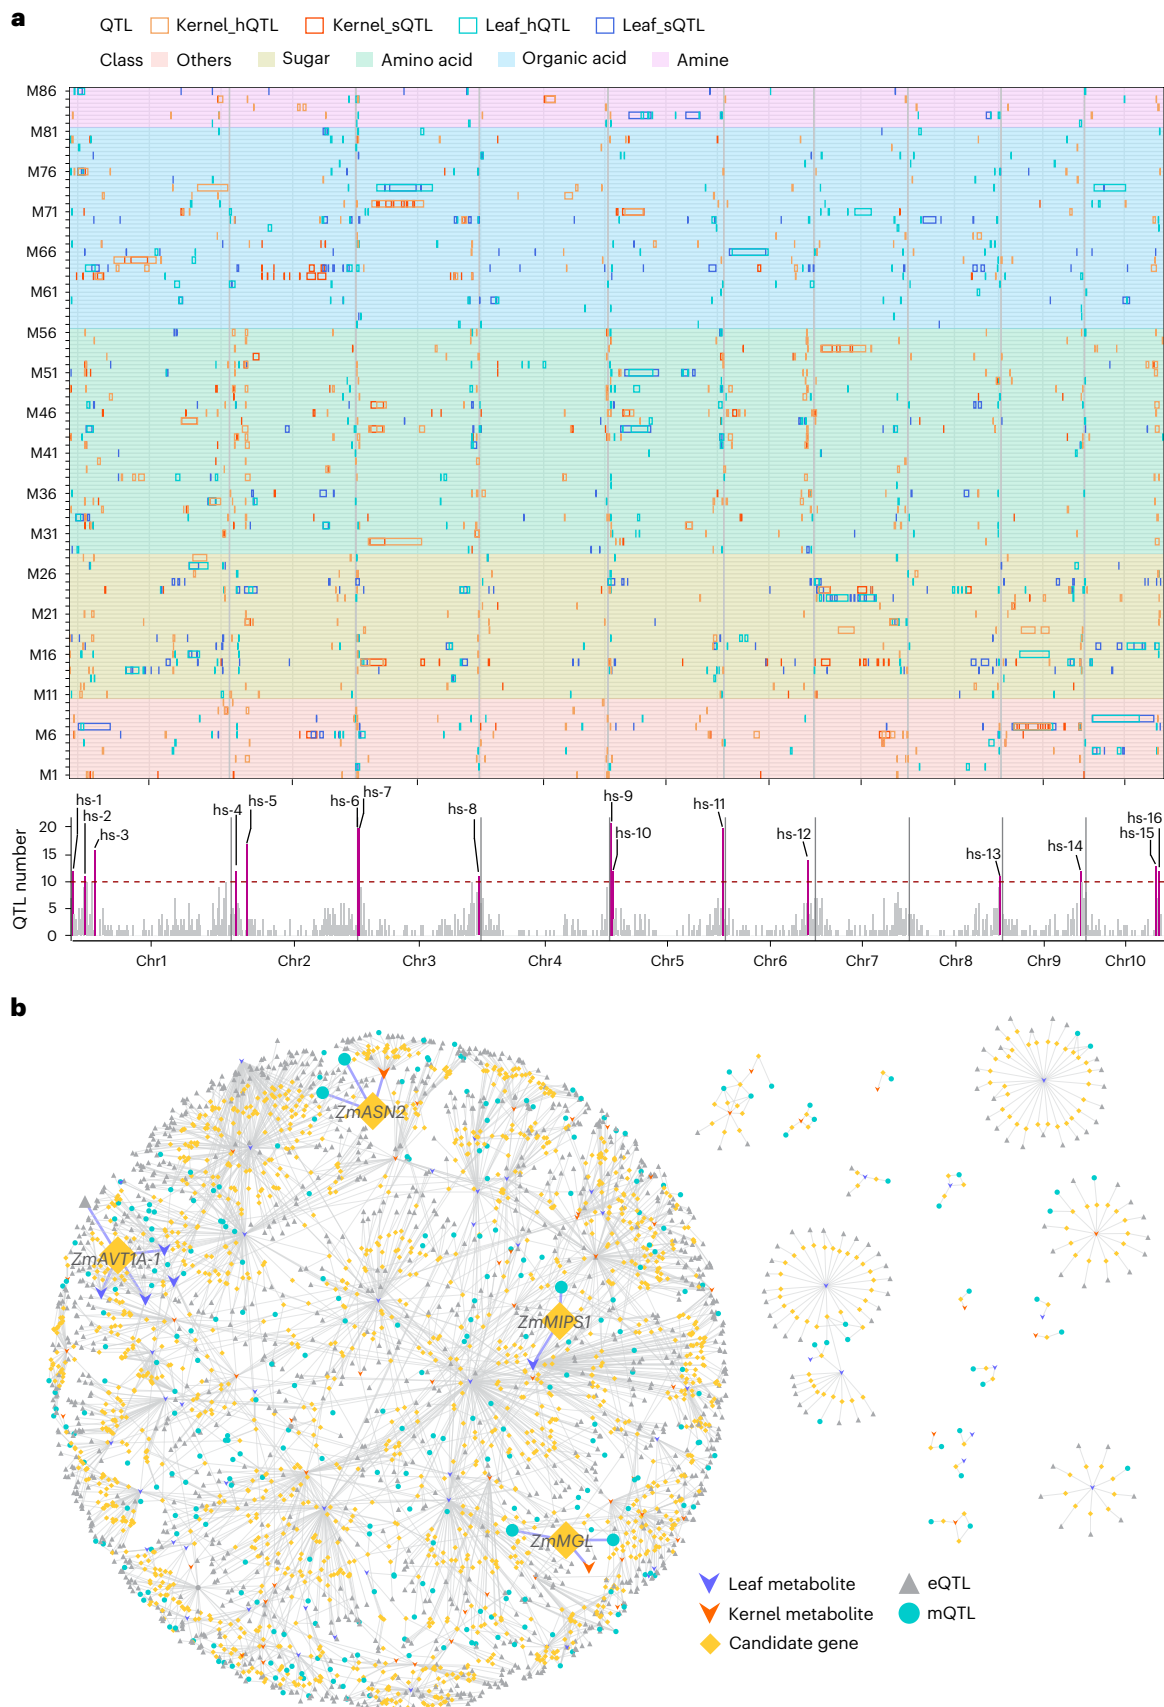 a
QTL Kernel_hQTL Kernel_sQTL Leaf_hQTL Leaf_sQTL
Class Others Sugar Amino acid Organic acid Amine
M86
M81
M76
M71
M66
M61
M56
M51
M46
M41
M36
M31
M26
M21
M16
M11
M6
M1
hs-1
hs-2
hs-3
hs-4
hs-5
hs-6
hs-7
hs-8
hs-9
hs-10
hs-11
hs-12
hs-13
hs-14
hs-15
hs-16
QTL number
20
15
10
5
0
Chr1 Chr2 Chr3 Chr4 Chr5 Chr6 Chr7 Chr8 Chr9 Chr10
b
ZmASN2
ZmAVT1A-1
ZmMIPS1
ZmMGL
Leaf metabolite
Kernel metabolite
Candidate gene
eQTL
mQTL